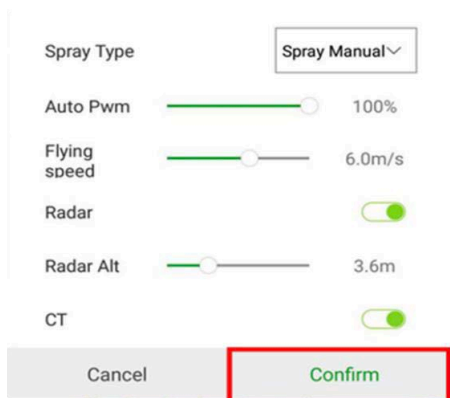 Spray Type Spray Manual
Auto Pwm 100%
Flying speed 6.0m/s
Radar
Radar Alt 3.6m
CT
Cancel Confirm